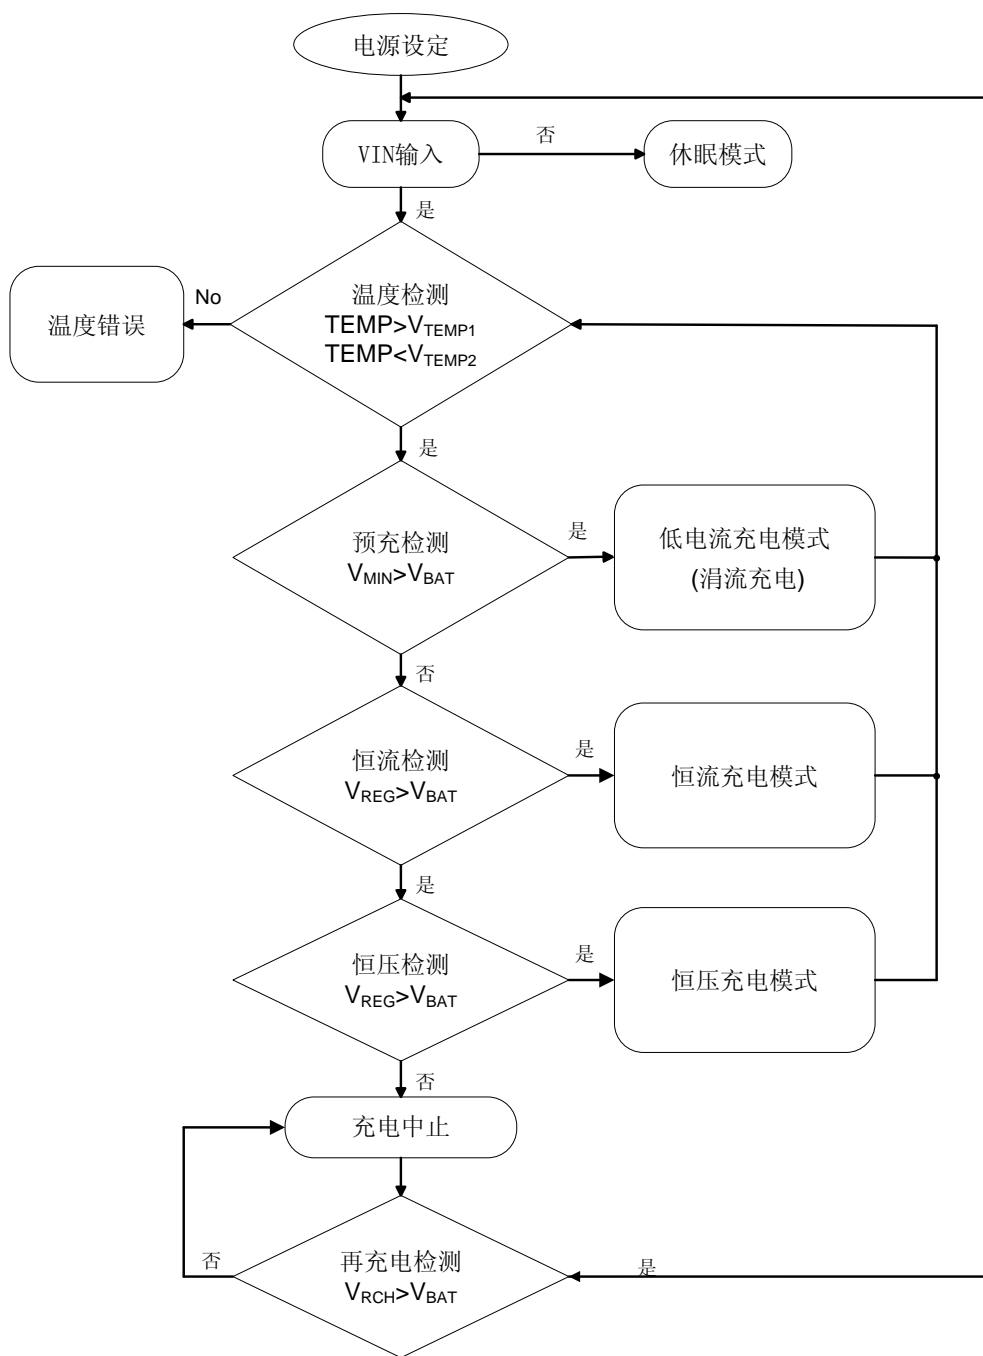 电源设定
VIN输入
否
休眠模式
是
温度检测
TEMP>VTEMP1
TEMP<VTEMP2
No
温度错误
是
预充检测
VMIN>VBAT
是
低电流充电模式
(涓流充电)
否
恒流检测
VREG>VBAT
是
恒流充电模式
是
恒压检测
VREG>VBAT
是
恒压充电模式
否
充电中止
再充电检测
VRCH>VBAT
否
是